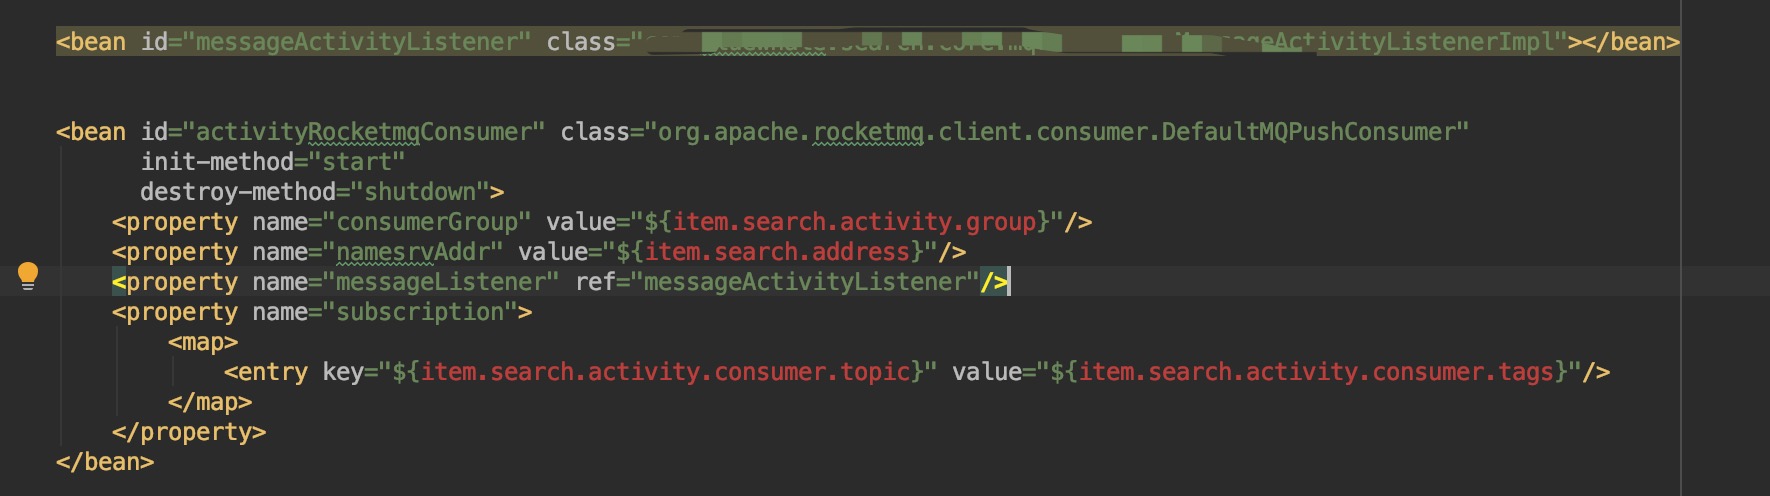 <bean id="messageActivityListener" class=" ivityListenerImpl"></bean>
<bean id="activityRocketmqConsumer" class="org.apache.rocketmq.client.consumer.DefaultMQPushConsumer"
init-method="start"
destroy-method="shutdown">
<property name="consumerGroup" value="${item.search.activity.group}"/>
<property name="namesrvAddr" value="${item.search.address}"/>
<property name="messageListener" ref="messageActivityListener"/>
<property name="subscription">
<map>
<entry key="${item.search.activity.consumer.topic}" value="${item.search.activity.consumer.tags}"/>
</map>
</property>
</bean>